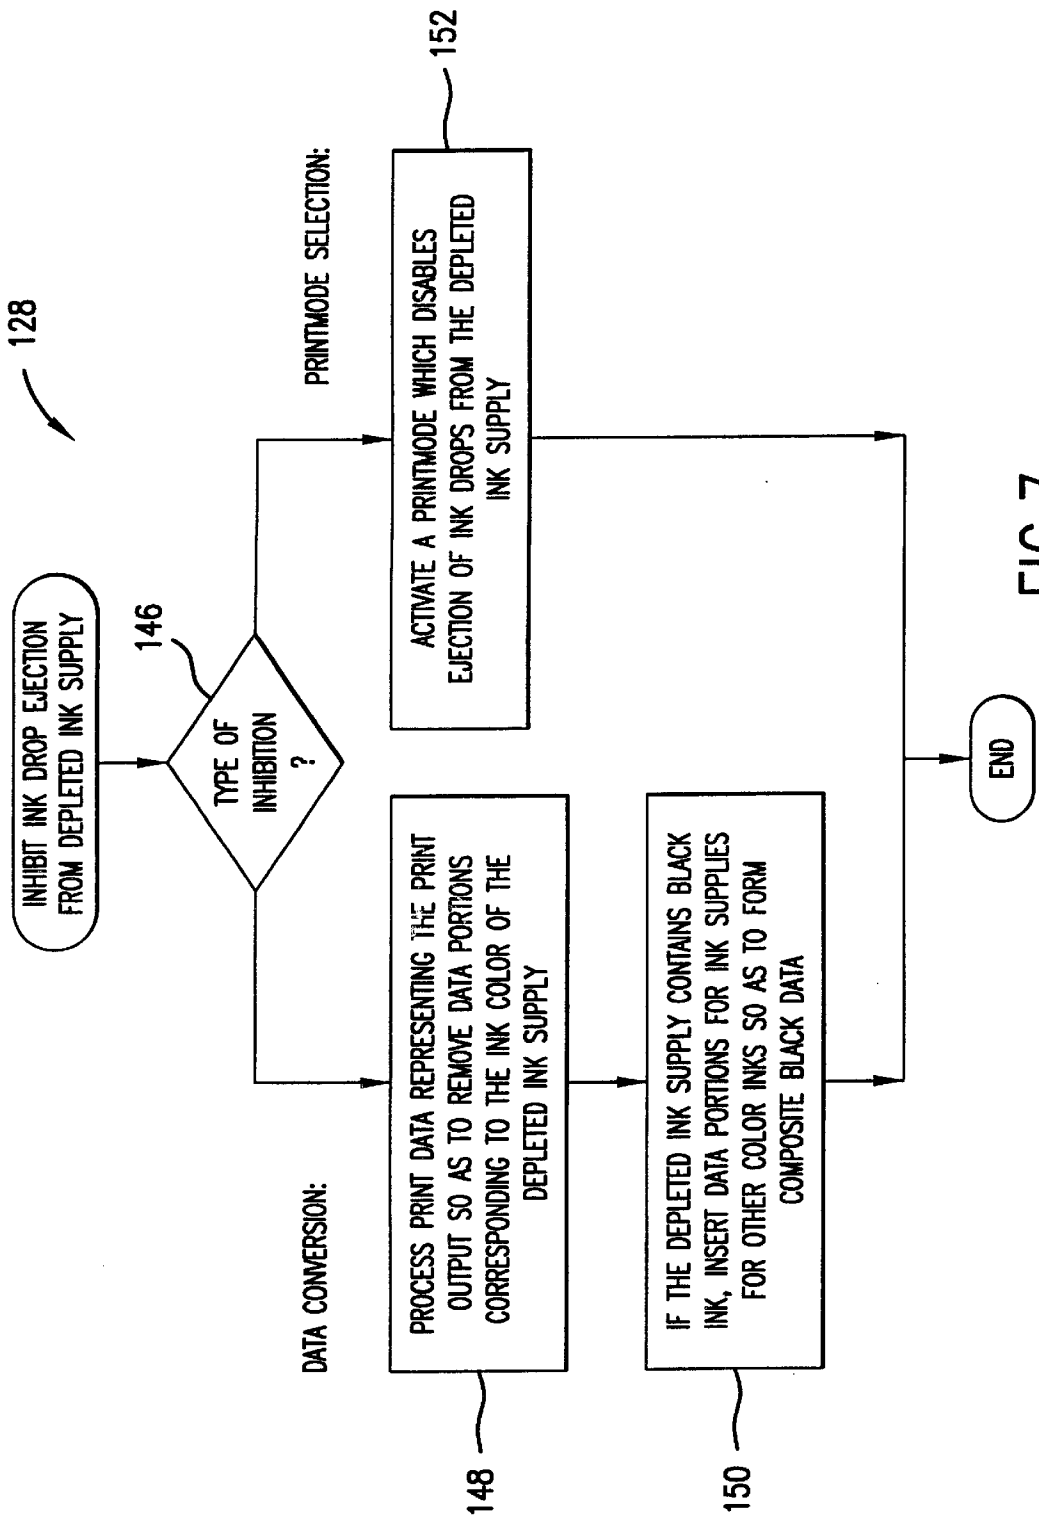 128
INHIBIT INK DROP EJECTION
FROM DEPLETED INK SUPPLY
146
TYPE OF
INHIBITION
?
DATA CONVERSION:
PRINTMODE SELECTION:
148
PROCESS PRINT DATA REPRESENTING THE PRINT
OUTPUT SO AS TO REMOVE DATA PORTIONS
CORRESPONDING TO THE INK COLOR OF THE
DEPLETED INK SUPPLY
152
ACTIVATE A PRINTMODE WHICH DISABLES
EJECTION OF INK DROPS FROM THE DEPLETED
INK SUPPLY
150
IF THE DEPLETED INK SUPPLY CONTAINS BLACK
INK, INSERT DATA PORTIONS FOR INK SUPPLIES
FOR OTHER COLOR INKS SO AS TO FORM
COMPOSITE BLACK DATA
END
FIG.7